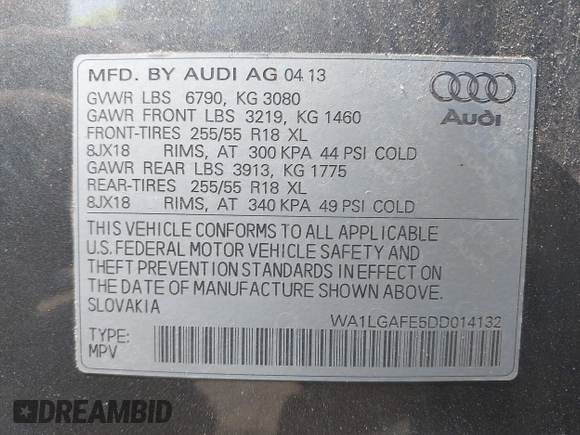 MFD. BY AUDI AG 04 13
GVWR LBS 6790, KG 3080
GAWR FRONT LBS 3219, KG 1460
FRONT-TIRES 255/55 R18 XL
8JX18 RIMS, AT 300 KPA 44 PSI COLD
GAWR REAR LBS 3913, KG 1775
REAR-TIRES 255/55 R18 XL
8JX18 RIMS, AT 340 KPA 49 PSI COLD
Audi
THIS VEHICLE CONFORMS TO ALL APPLICABLE
U.S. FEDERAL MOTOR VEHICLE SAFETY AND
THEFT PREVENTION STANDARDS IN EFFECT ON
THE DATE OF MANUFACTURE SHOWN ABOVE.
SLOVAKIA
WA1LGAFE5DD014132
TYPE:
MPV
DREAMBID